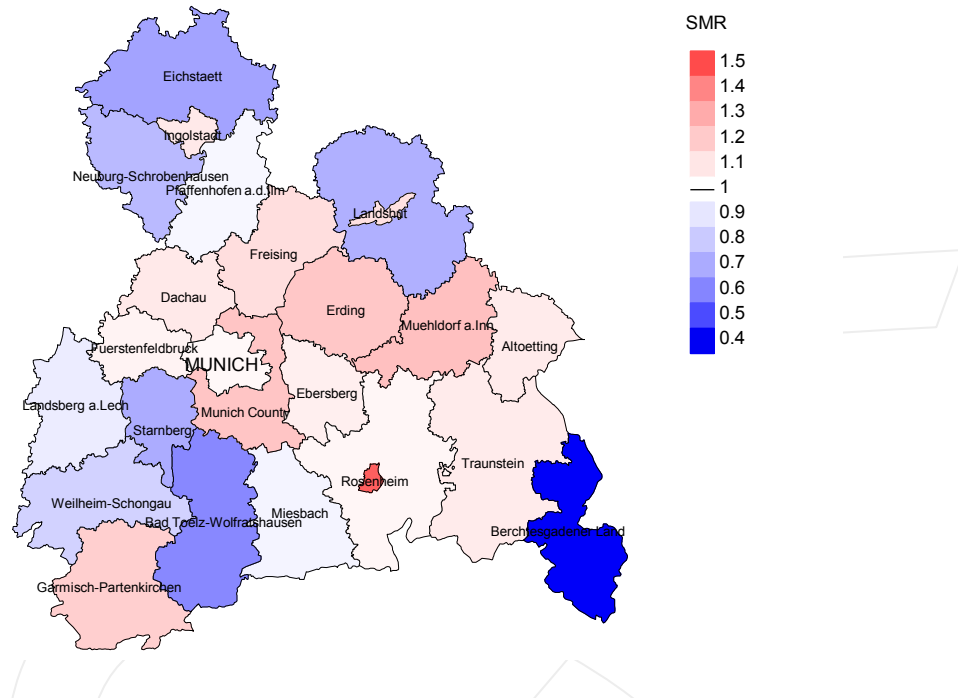 SMR
1.5
1.4
1.3
1.2
1.1
1
0.9
0.8
0.7
0.6
0.5
0.4
Eichstaett
Ingolstadt
Neuburg-Schrobenhausen
Pfaffenhofen a.d.Ilm
Landshut
Freising
Dachau
Erding
Muehldorf a.Inn
Altoetting
Fuerstenfeldbruck
MUNICH
Ebersberg
Landsberg a.Lech
Munich County
Starnberg
Traunstein
Rosenheim
Weilheim-Schongau
Miesbach
Bad Toelz-Wolfratshausen
Berchtesgadener Land
Garmisch-Partenkirchen